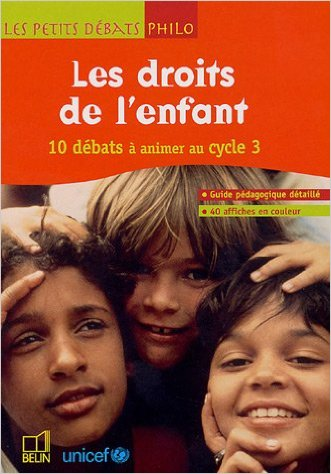 LES PETITS DÉBATS PHILO
Les droits
de l'enfant
10 débats à animer au cycle 3
• Guide pédagogique détaillé
• 40 affiches en couleur
BELIN
unicef